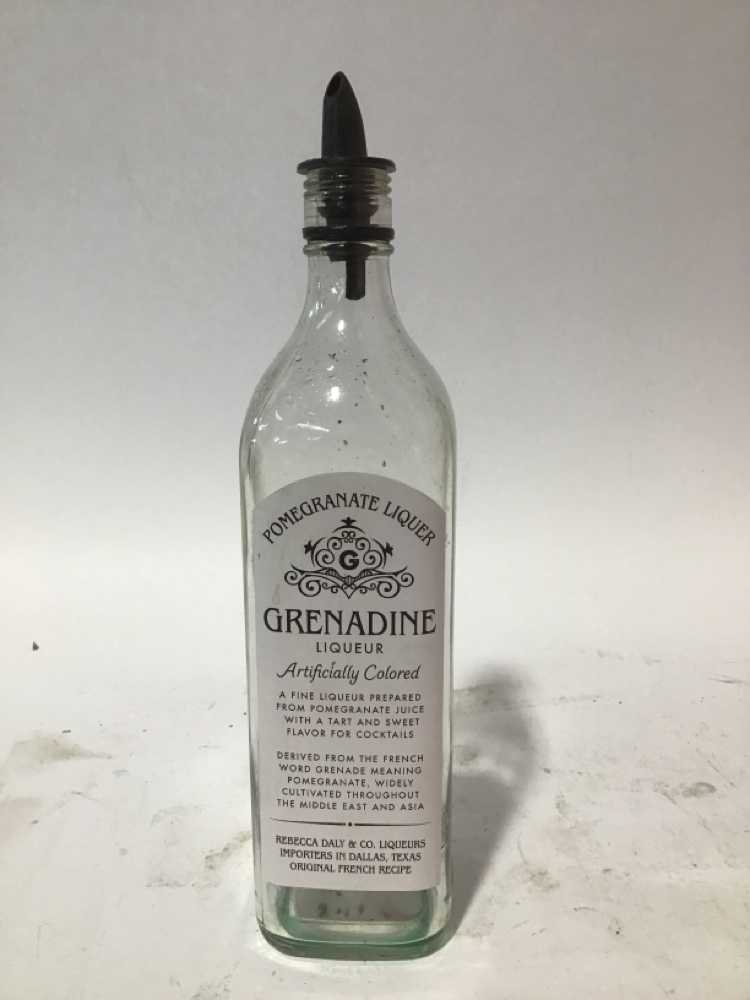 POMEGRANATE LIQUER
G
GRENADINE
LIQUEUR
Artificially Colored
A FINE LIQUEUR PREPARED
FROM POMEGRANATE JUICE
WITH A TART AND SWEET
FLAVOR FOR COCKTAILS
DERIVED FROM THE FRENCH
WORD GRENADE MEANING
POMEGRANATE, WIDELY
CULTIVATED THROUGHOUT
THE MIDDLE EAST AND ASIA
REBECCA DALY & CO. LIQUEURS
IMPORTERS IN DALLAS, TEXAS
ORIGINAL FRENCH RECIPE